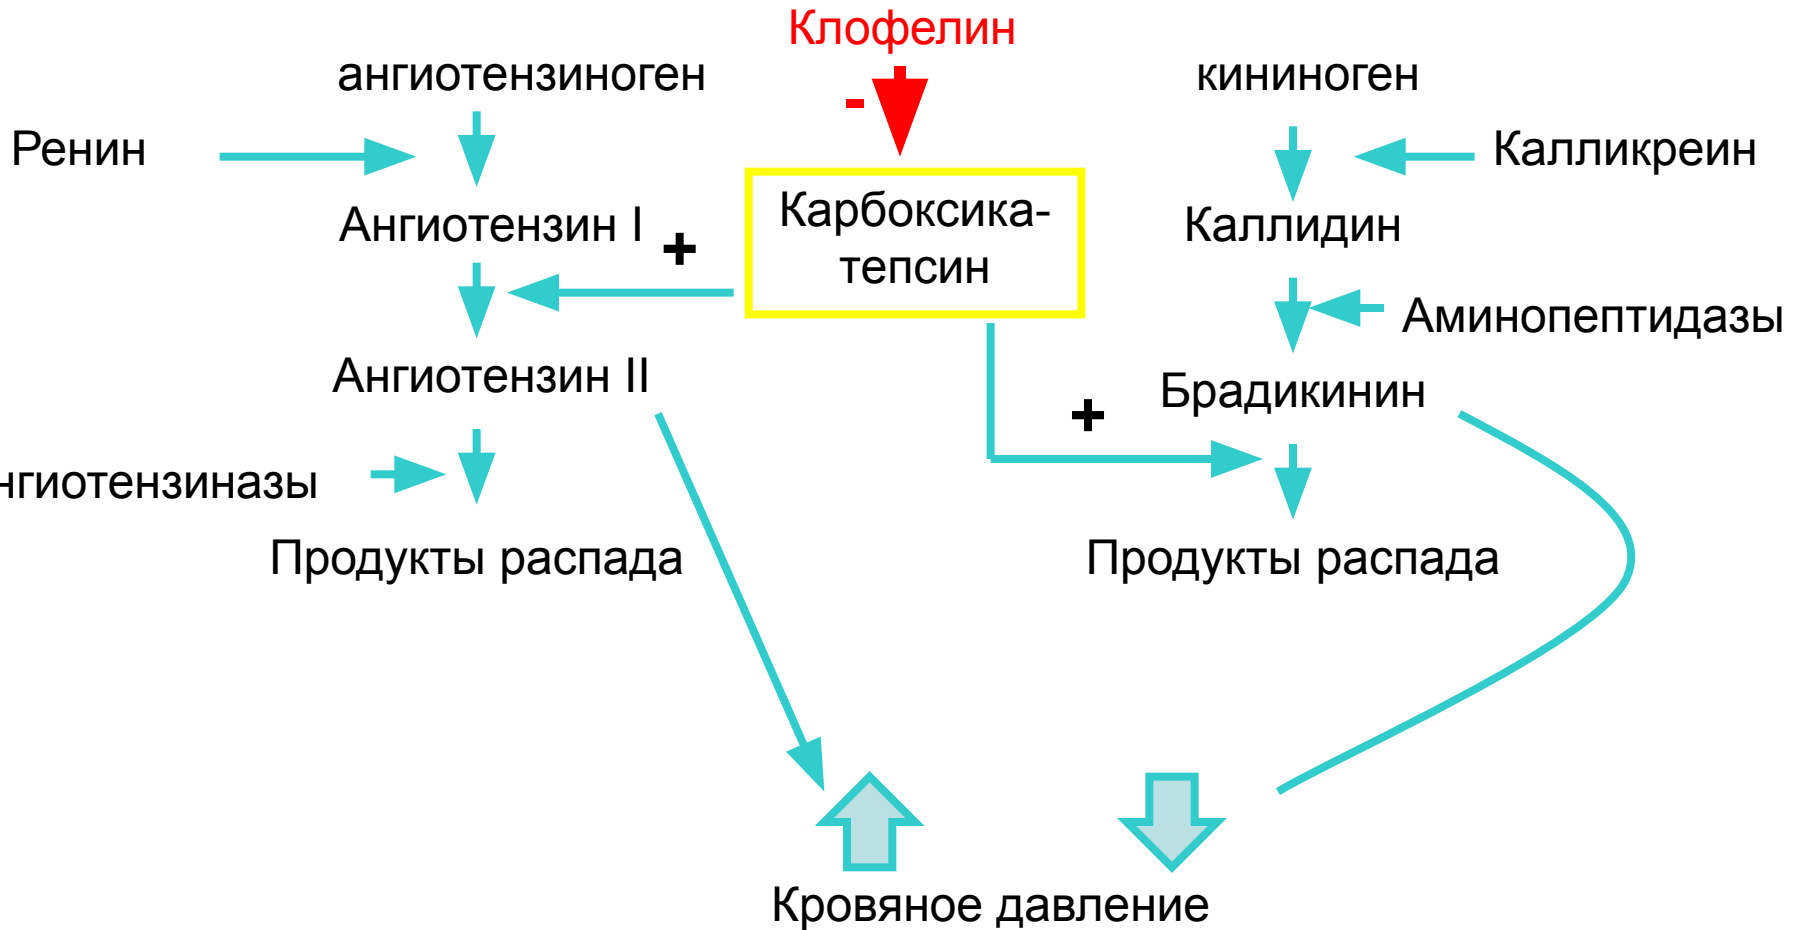 Клофелин
ангиотензиноген
кининоген
Ренин
Калликреин
-
Ангиотензин I
+
Карбоксика-
тепсин
Каллидин
Аминопептидазы
Ангиотензин II
Брадикинин
+
нгиотензиназы
Продукты распада
Продукты распада
Кровяное давление